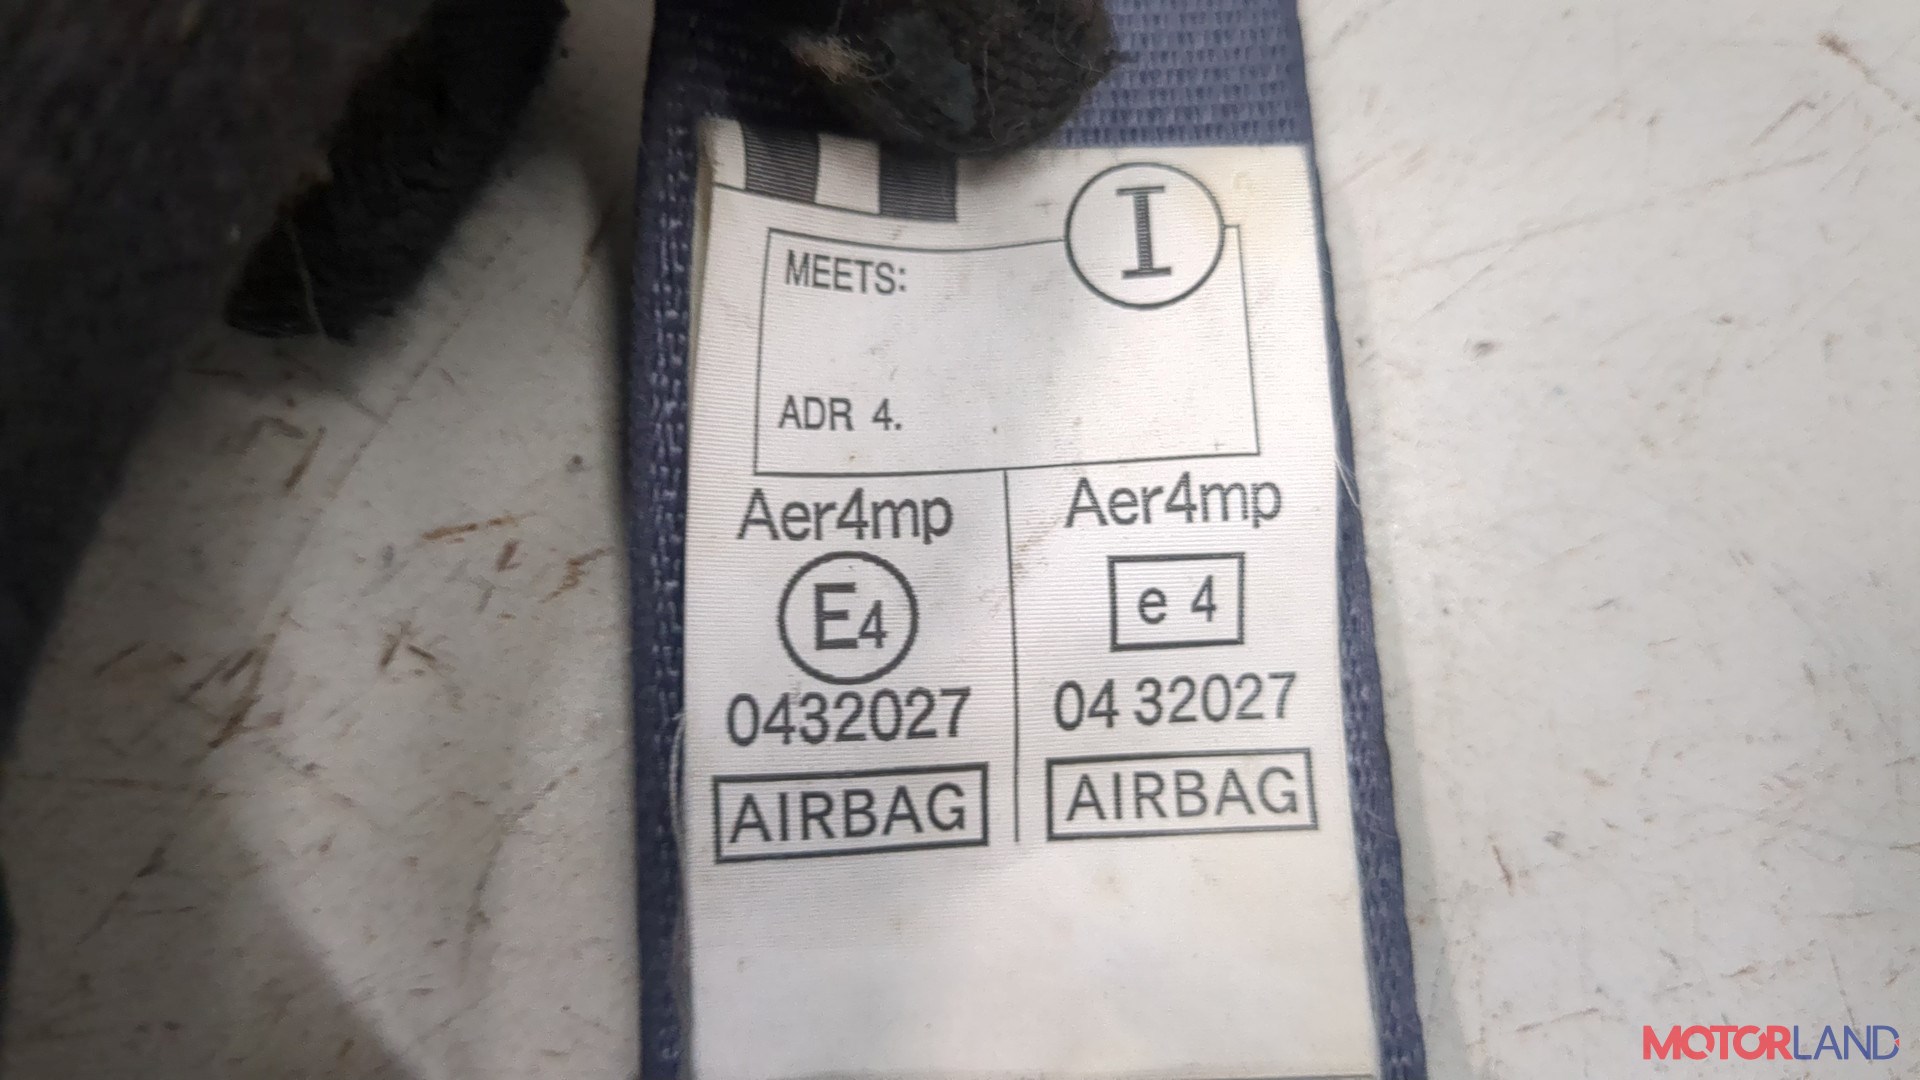 I
MEETS:
ADR 4.
Aer4mp Aer4mp
E4 e 4
0432027 04 32027
AIRBAG AIRBAG
MOTORLAND